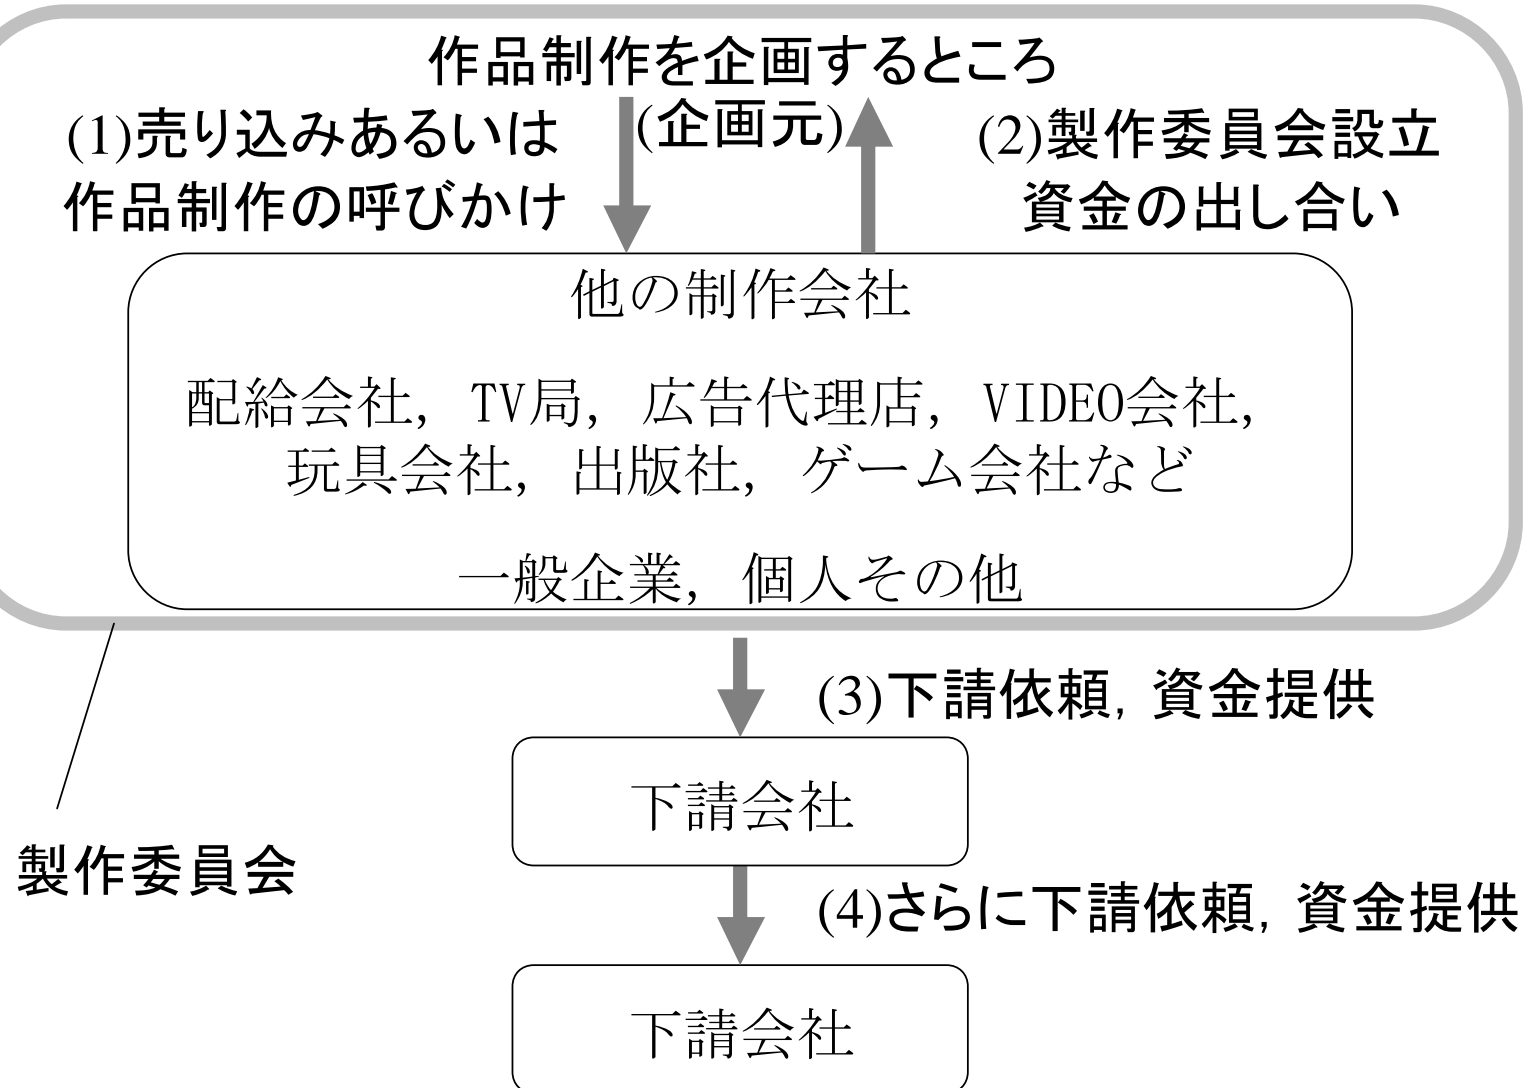 作品制作を企画するところ
(企画元)
(1)売り込みあるいは
作品制作の呼びかけ
(2)製作委員会設立
資金の出し合い
他の制作会社
配給会社, TV局, 広告代理店, VIDEO会社,
玩具会社, 出版社, ゲーム会社など
一般企業, 個人その他
(3)下請依頼, 資金提供
下請会社
製作委員会
(4)さらに下請依頼, 資金提供
下請会社